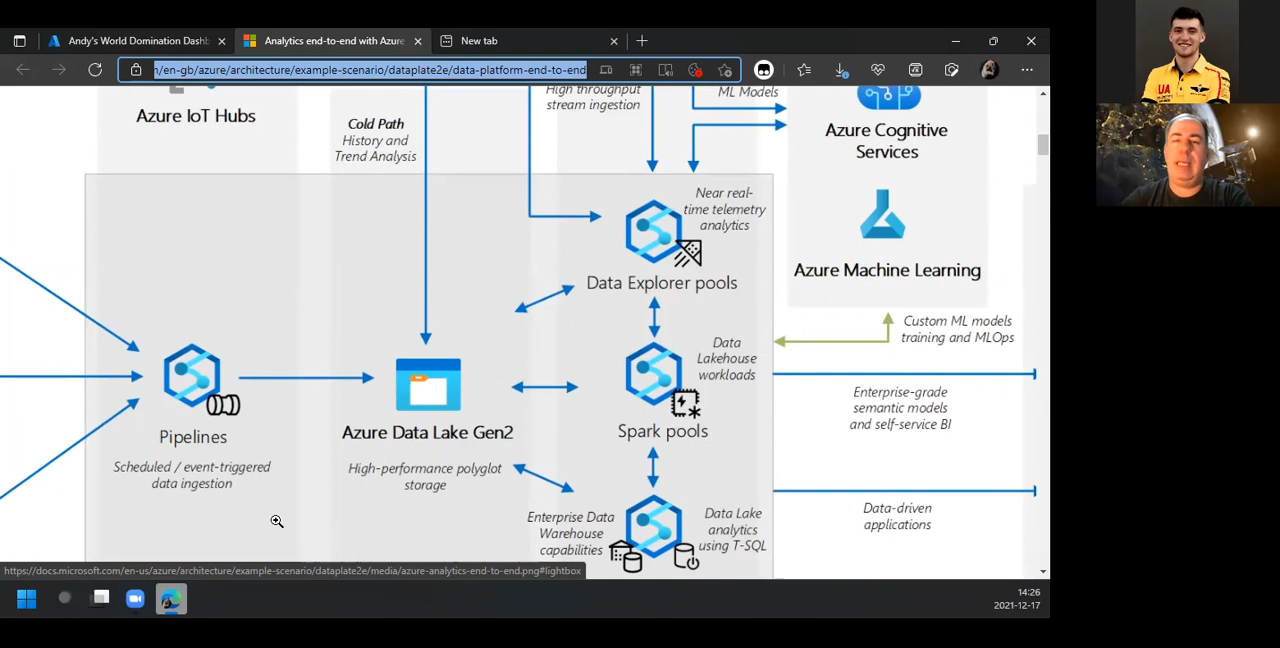 Andy's World Domination Dashb
Analytics end-to-end with Azure
New tab
n/en-gb/azure/architecture/example-scenario/dataplate2e/data-platform-end-to-end
Azure IoT Hubs
Cold Path
History and
Trend Analysis
High throughput
stream ingestion
ML Models
Azure Cognitive
Services
Azure Machine Learning
Near real-
time telemetry
analytics
Data Explorer pools
Custom ML models
training and MLOps
Data
Lakehouse
workloads
Spark pools
Enterprise-grade
semantic models
and self-service BI
Pipelines
Scheduled / event-triggered
data ingestion
Azure Data Lake Gen2
High-performance polyglot
storage
Enterprise Data
Warehouse
capabilities
Data Lake
analytics
using T-SQL
Data-driven
applications
https://docs.microsoft.com/en-us/azure/architecture/example-scenario/dataplate2e/media/azure-analytics-end-to-end.png#lightbox
14:26
2021-12-17
UA